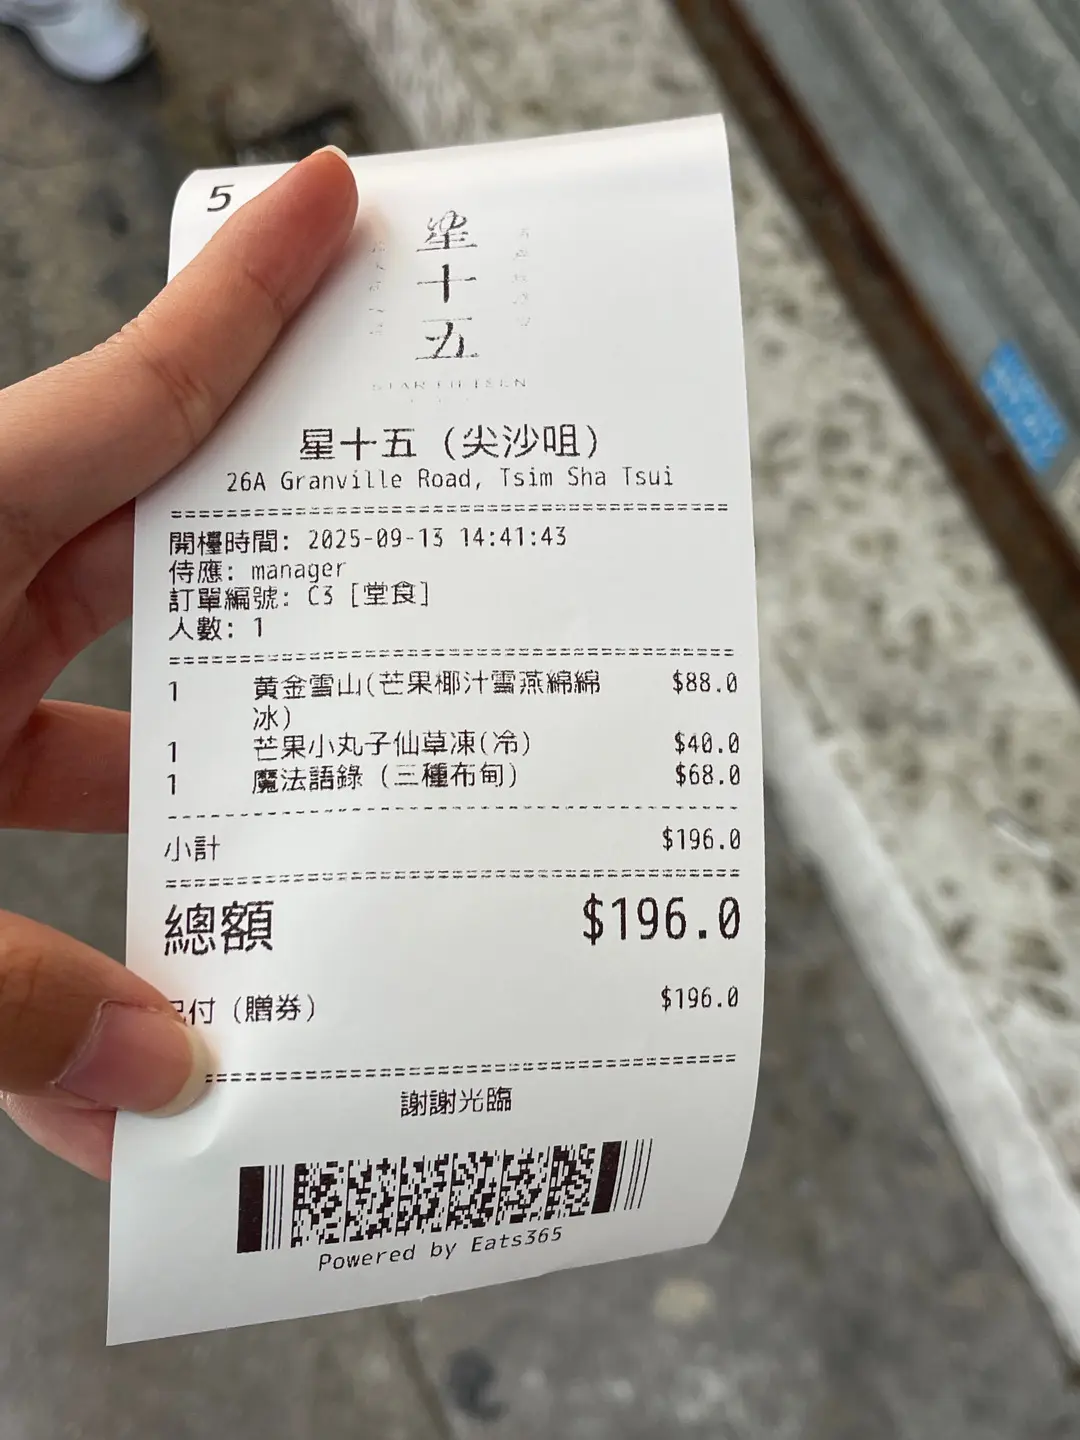 5
星
十
五
STAR FIFTEEN
星十五 (尖沙咀)
26A Granville Road, Tsim Sha Tsui
開檯時間: 2025-09-13 14:41:43
侍應: manager
訂單編號: C3 [堂食]
人數: 1
1 黃金雪山(芒果椰汁雪燕綿綿 $88.0
冰)
1 芒果小丸子仙草凍(冷) $40.0
1 魔法語錄 (三種布甸) $68.0
小計 $196.0
總額 $196.0
付 (贈券) $196.0
謝謝光臨
Powered by Eats365